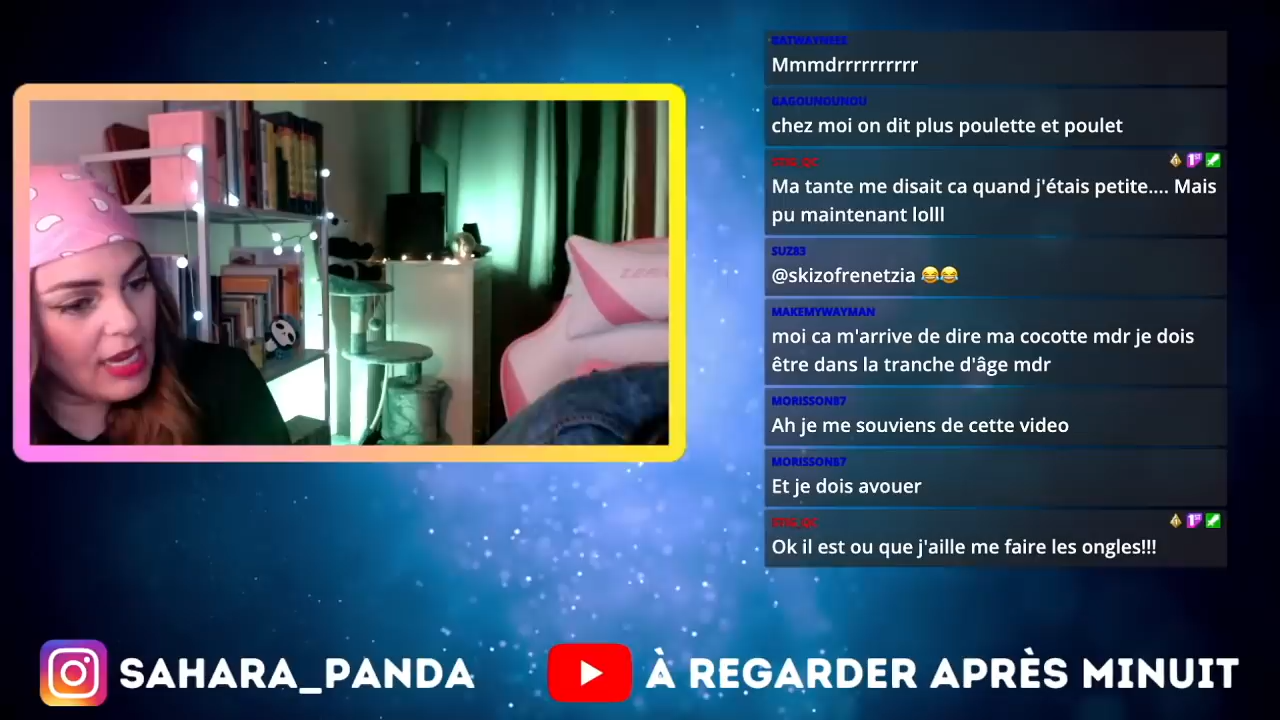 BATWAYNEEE
Mmmdrrrrrrrrrr
GAGOUNOUNOU
chez moi on dit plus poulette et poulet
Ma tante me disait ca quand j'étais petite.... Mais
pu maintenant lolll
SUZ83
@skizofrenetzia 😂😂
MAKEMYWAYMAN
moi ca m'arrive de dire ma cocotte mdr je dois
être dans la tranche d'âge mdr
MORISSON87
Ah je me souviens de cette video
MORISSON87
Et je dois avouer
Ok il est ou que j'aille me faire les ongles!!!
SAHARA_PANDA
À REGARDER APRÈS MINUIT